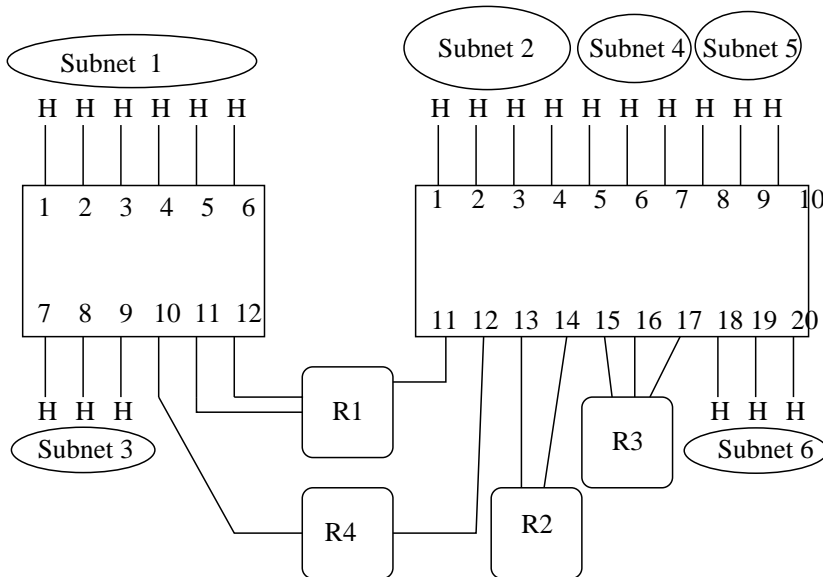 Subnet 1 Subnet 2 Subnet 4 Subnet 5
H H H H H H H H H H H H H H H H
1 2 3 4 5 6 1 2 3 4 5 6 7 8 9 10
7 8 9 10 11 12 11 12 13 14 15 16 17 18 19 20
H H H H H H
Subnet 3 R1 R3 Subnet 6
R4 R2